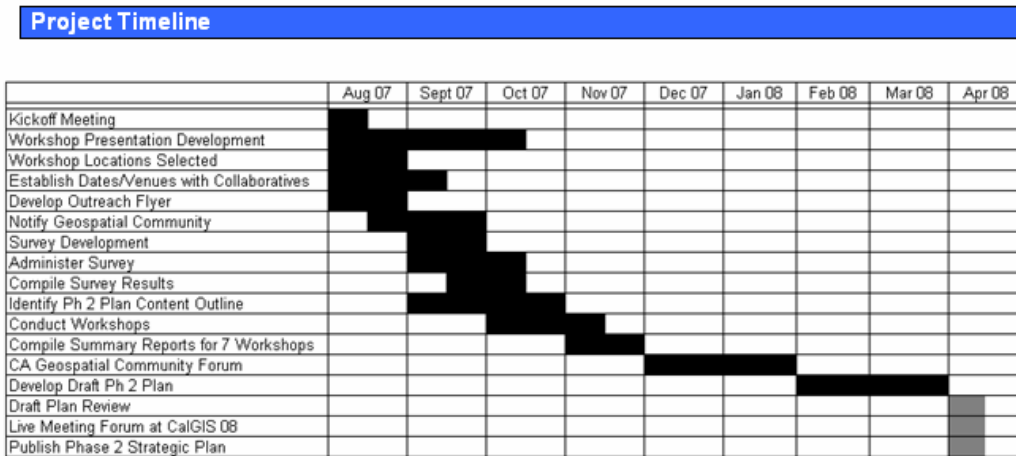 Project Timeline
Aug 07 Sept 07 Oct 07 Nov 07 Dec 07 Jan 08 Feb 08 Mar 08 Apr 08
Kickoff Meeting
Workshop Presentation Development
Workshop Locations Selected
Establish Dates/Venues with Collaboratives
Develop Outreach Flyer
Notify Geospatial Community
Survey Development
Administer Survey
Compile Survey Results
Identify Ph 2 Plan Content Outline
Conduct Workshops
Compile Summary Reports for 7 Workshops
CA Geospatial Community Forum
Develop Draft Ph 2 Plan
Draft Plan Review
Live Meeting Forum at CalGIS 08
Publish Phase 2 Strategic Plan